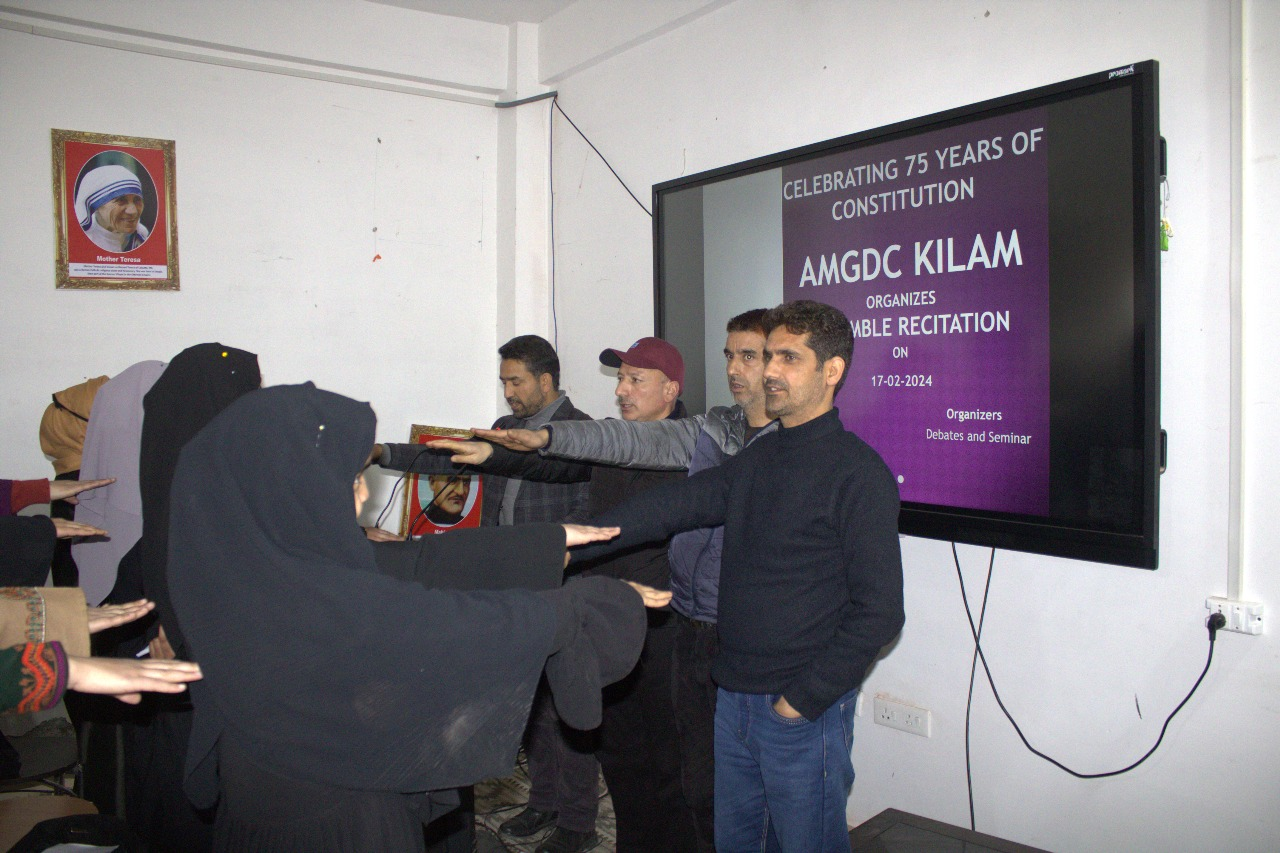 Mother Teresa
promark
CELEBRATING 75 YEARS OF
CONSTITUTION
AMGDC KILAM
ORGANIZES
MBLE RECITATION
ON
17-02-2024
Organizers
Debates and Seminar